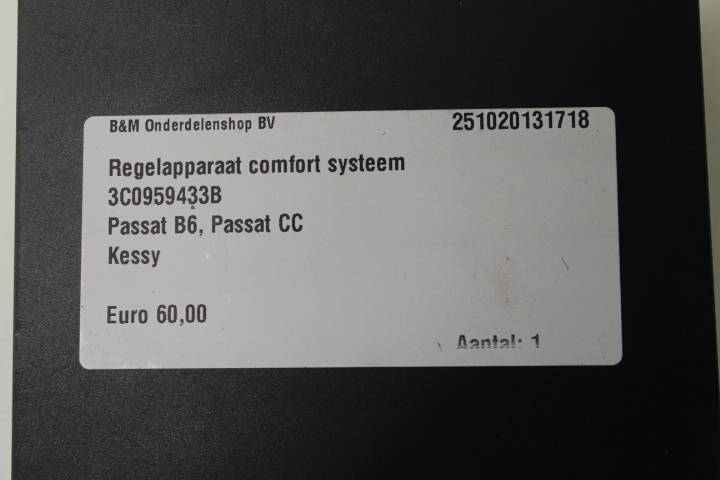 B&M Onderdelenshop BV 251020131718
Regelapparaat comfort systeem
3C0959433B
Passat B6, Passat CC
Kessy
Euro 60,00
Aantal: 1